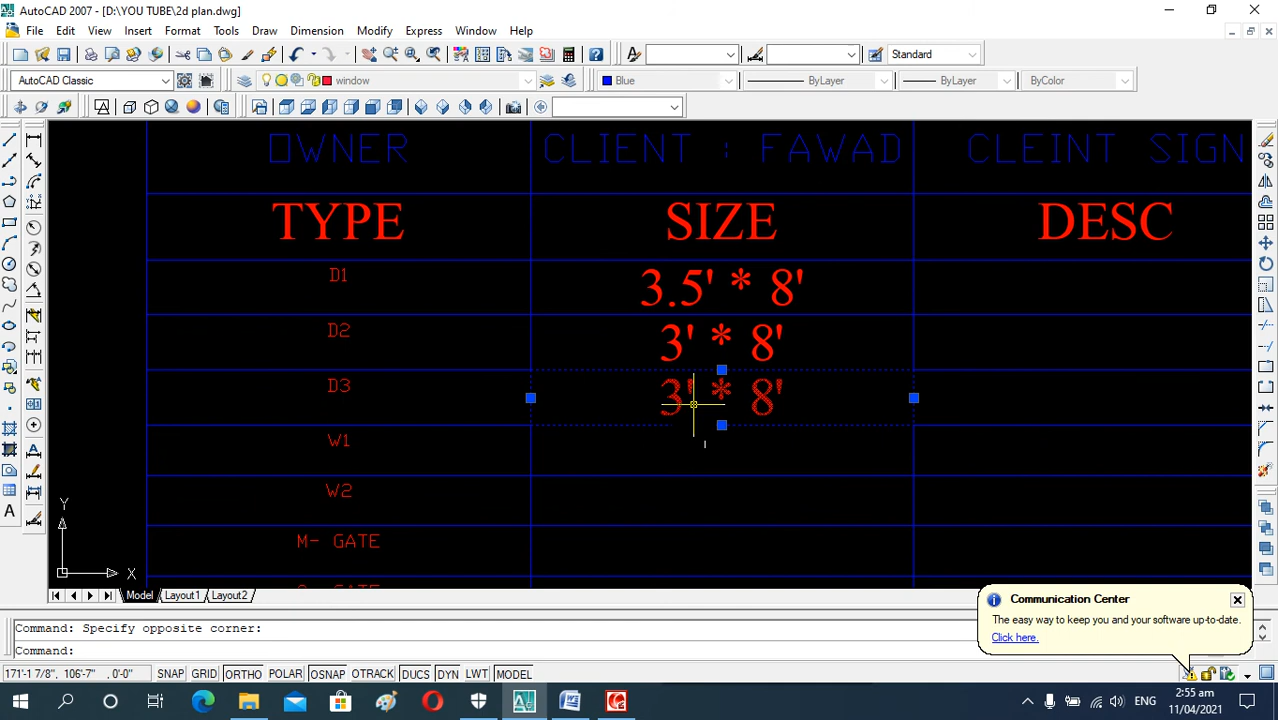 AutoCAD 2007 - [D:\YOU TUBE\2d plan.dwg]
File Edit View Insert Format Tools Draw Dimension Modify Express Window Help
Standard
AutoCAD Classic window Blue ByLayer ByLayer ByColor
OWNER CLIENT : FAWAD CLEINT SIGN
TYPE SIZE DESC
D1 3.5' * 8'
D2 3' * 8'
D3 3' * 8'
W1
W2
M- GATE
Y
X
Model Layout1 Layout2
Command: Specify opposite corner:
Command:
Communication Center
The easy way to keep you and your software up-to-date.
Click here.
171'-1 7/8", 106'-7" , 0'-0" SNAP GRID ORTHO POLAR OSNAP OTRACK DUCS DYN LWT MODEL
ENG
2:55 am
11/04/2021